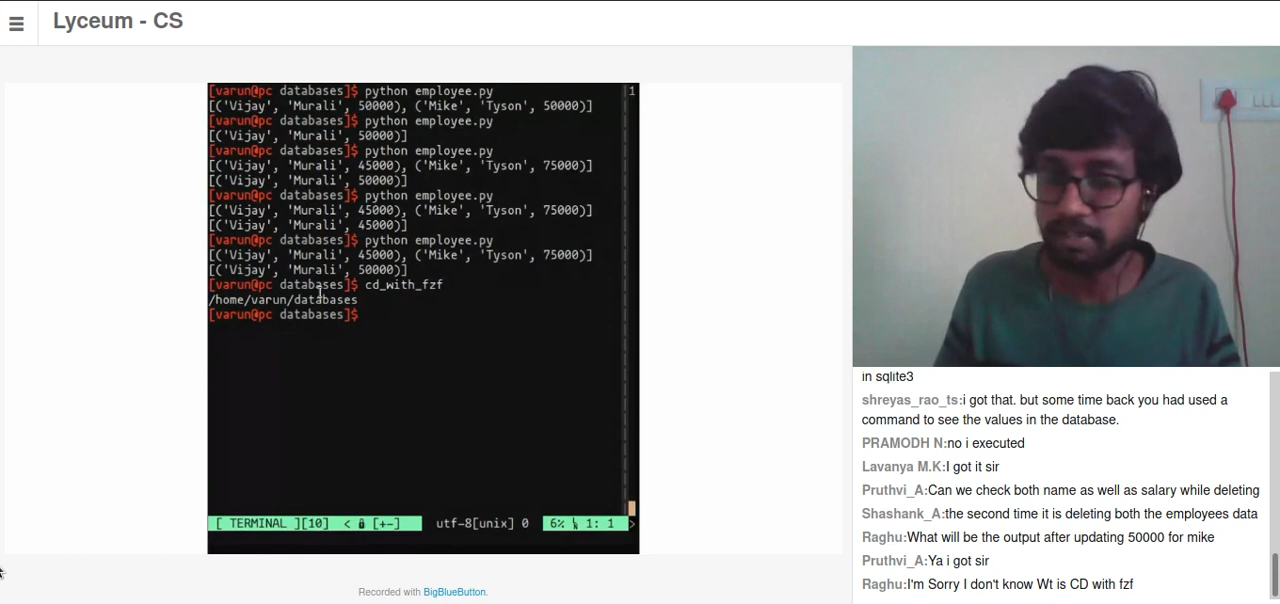 Lyceum - CS
[varun@pc databases]$ python employee.py
[('Vijay', 'Murali', 50000), ('Mike', 'Tyson', 50000)]
[varun@pc databases]$ python employee.py
[('Vijay', 'Murali', 50000)]
[varun@pc databases]$ python employee.py
[('Vijay', 'Murali', 45000), ('Mike', 'Tyson', 75000)]
[('Vijay', 'Murali', 50000)]
[varun@pc databases]$ python employee.py
[('Vijay', 'Murali', 45000), ('Mike', 'Tyson', 75000)]
[('Vijay', 'Murali', 45000)]
[varun@pc databases]$ python employee.py
[('Vijay', 'Murali', 45000), ('Mike', 'Tyson', 75000)]
[('Vijay', 'Murali', 50000)]
[varun@pc databases]$ cd_with_fzf
/home/varun/databases
[varun@pc databases]$
1
[ TERMINAL ][10] < [+-] utf-8[unix] 0 6% 1: 1 >
Recorded with BigBlueButton.
in sqlite3
shreyas_rao_ts:i got that. but some time back you had used a
command to see the values in the database.
PRAMODH N:no i executed
Lavanya M.K:I got it sir
Pruthvi_A:Can we check both name as well as salary while deleting
Shashank_A:the second time it is deleting both the employees data
Raghu:What will be the output after updating 50000 for mike
Pruthvi_A:Ya i got sir
Raghu:I'm Sorry I don't know Wt is CD with fzf